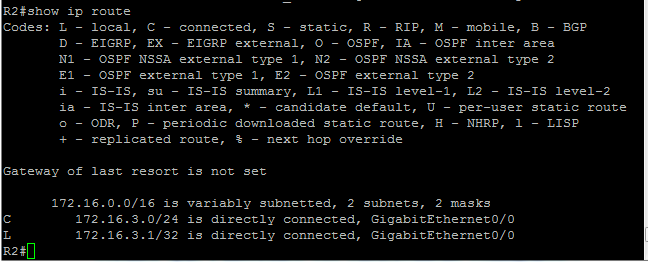 R2#show ip route
Codes: L - local, C - connected, S - static, R - RIP, M - mobile, B - BGP
       D - EIGRP, EX - EIGRP external, O - OSPF, IA - OSPF inter area
       N1 - OSPF NSSA external type 1, N2 - OSPF NSSA external type 2
       E1 - OSPF external type 1, E2 - OSPF external type 2
       i - IS-IS, su - IS-IS summary, L1 - IS-IS level-1, L2 - IS-IS level-2
       ia - IS-IS inter area, * - candidate default, U - per-user static route
       o - ODR, P - periodic downloaded static route, H - NHRP, l - LISP
       + - replicated route, % - next hop override
Gateway of last resort is not set
      172.16.0.0/16 is variably subnetted, 2 subnets, 2 masks
C        172.16.3.0/24 is directly connected, GigabitEthernet0/0
L        172.16.3.1/32 is directly connected, GigabitEthernet0/0
R2#